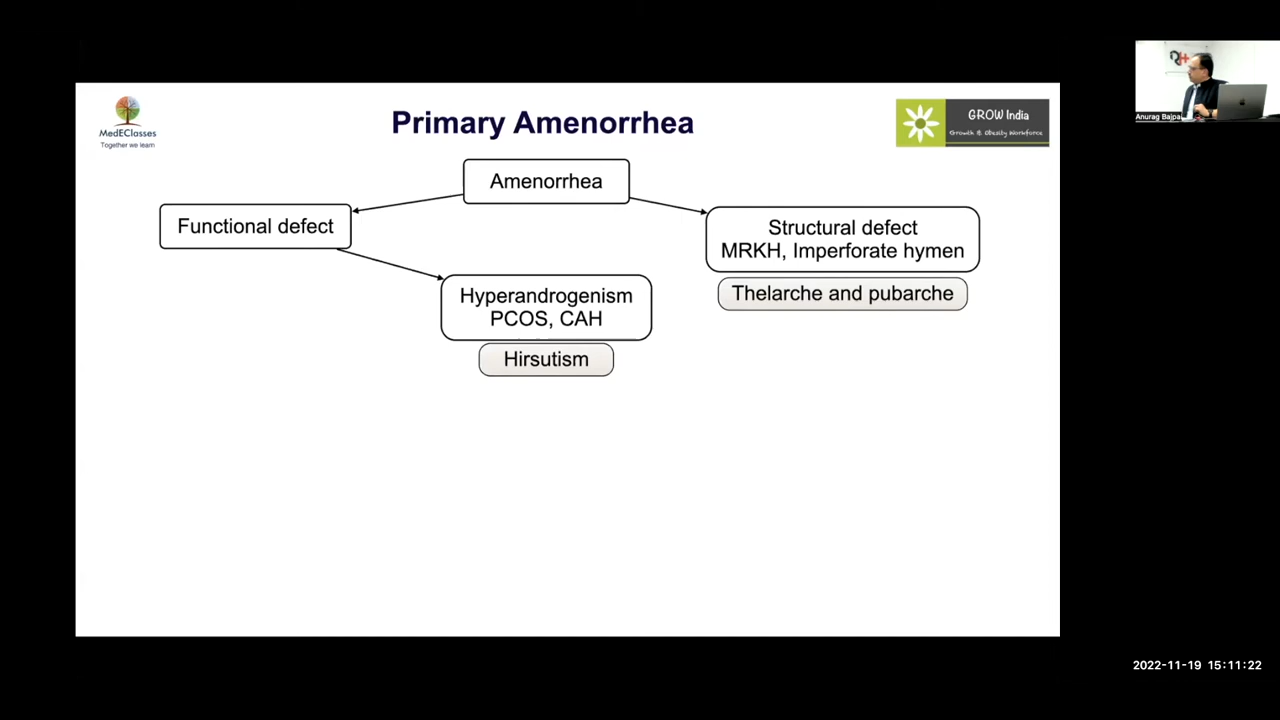 MedEClasses
Together we learn
Primary Amenorrhea
GROW India
Growth & Obesity Workforce
Anurag Bajpai
Amenorrhea
Functional defect
Structural defect
MRKH, Imperforate hymen
Thelarche and pubarche
Hyperandrogenism
PCOS, CAH
Hirsutism
2022-11-19 15:11:22